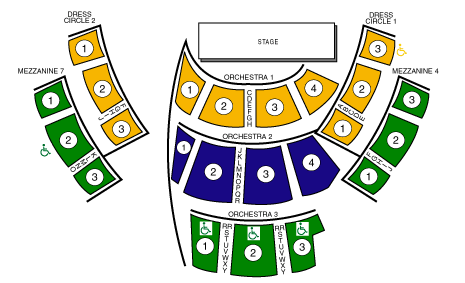 DRESS
CIRCLE 2
DRESS
CIRCLE 1
STAGE
1
3
MEZZANINE 7
ORCHESTRA 1
MEZZANINE 4
1
2
1
2
3
4
2
3
C
D
E
F
G
H
3
1
2
ORCHESTRA 2
2
1
2
3
4
J
K
L
M
N
O
P
Q
R
3
1
ORCHESTRA 3
1
2
3
RR
S
T
U
V
W
X
Y
RR
S
T
U
V
W
X
Y